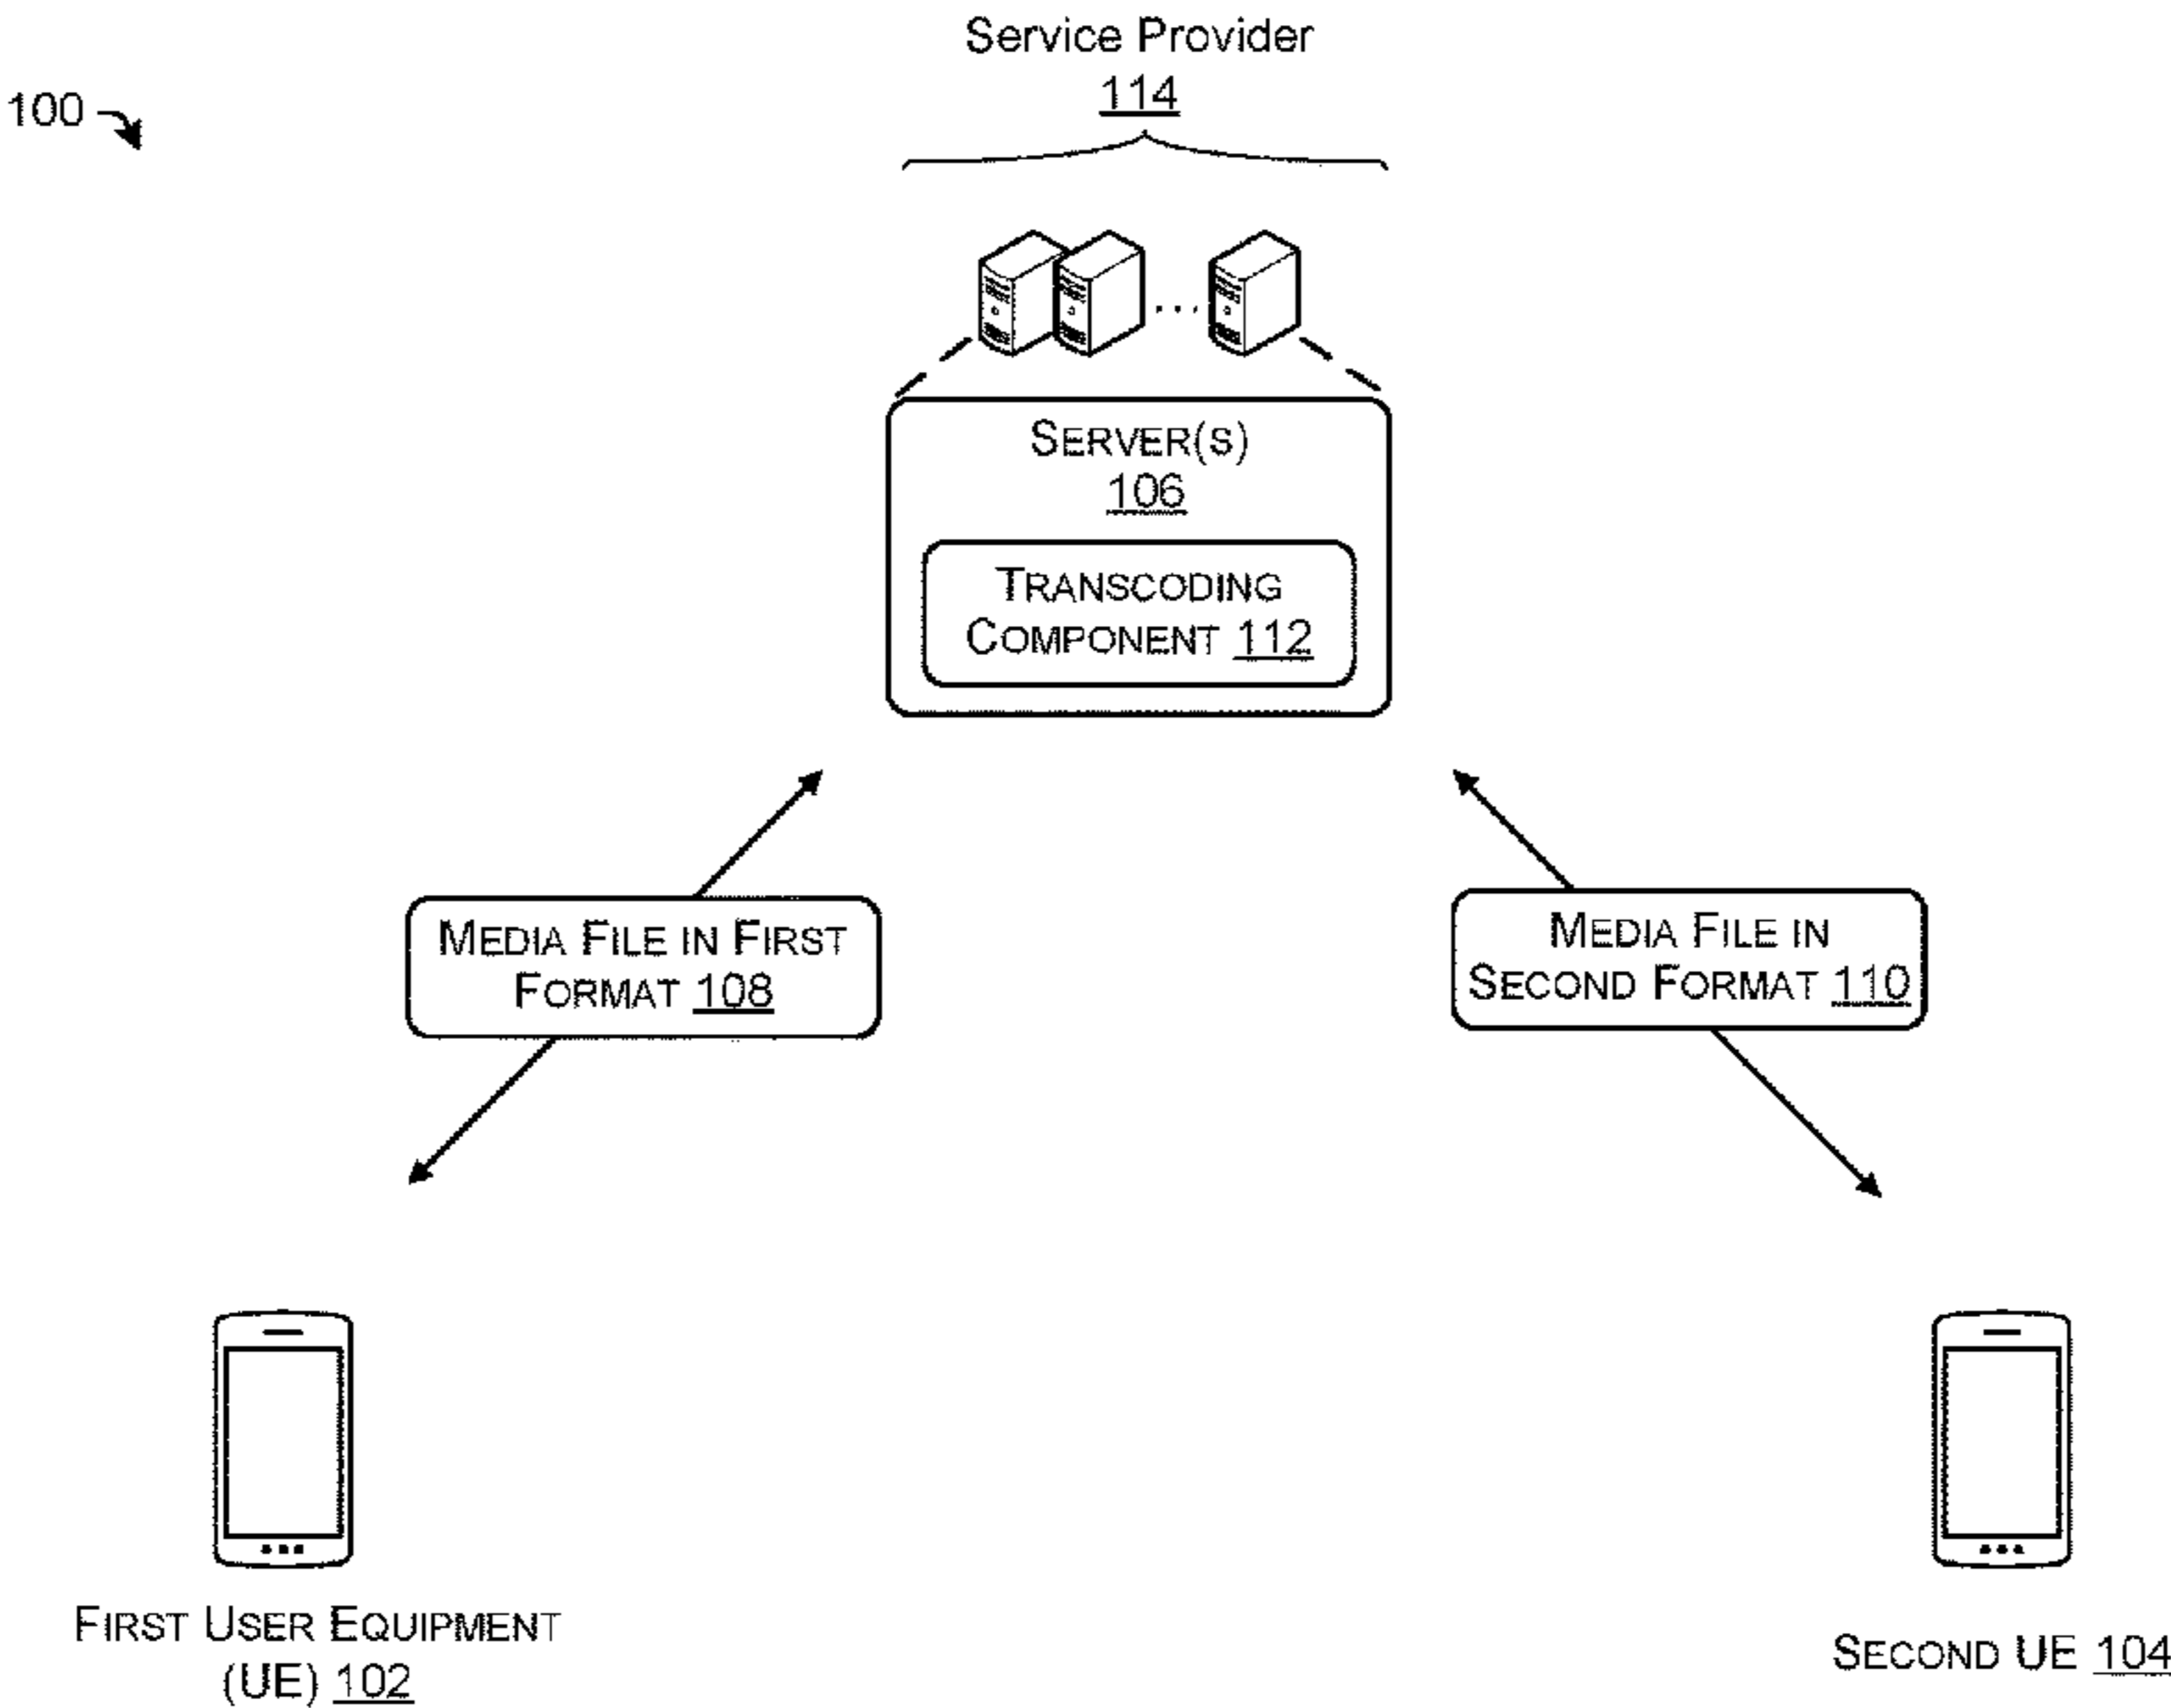 Service Provider
114
100
SERVER(S)
106
TRANSCODING
COMPONENT 112
MEDIA FILE IN FIRST
FORMAT 108
MEDIA FILE IN
SECOND FORMAT 110
FIRST USER EQUIPMENT
(UE) 102
SECOND UE 104